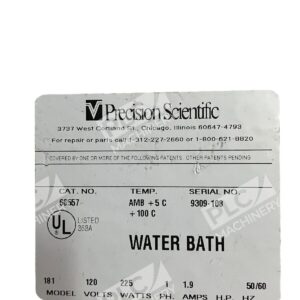 Precision Scientific
3737 West Cortland St., Chicago, Illinois 60647-4793
For repair or parts call 1-312-227-2660 or 1-800-621-8820
COVERED BY ONE OR MORE OF THE FOLLOWING PATENTS. OTHER PATENTS PENDING
CAT. NO. TEMP. SERIAL NO.
66557 AMB +5 C 9309-108
+100 C
UL LISTED
353A
WATER BATH
181 120 225 1 1.9 50/60
MODEL VOLTS WATTS PH. AMPS H.P. HZ
PLC MACHINERY